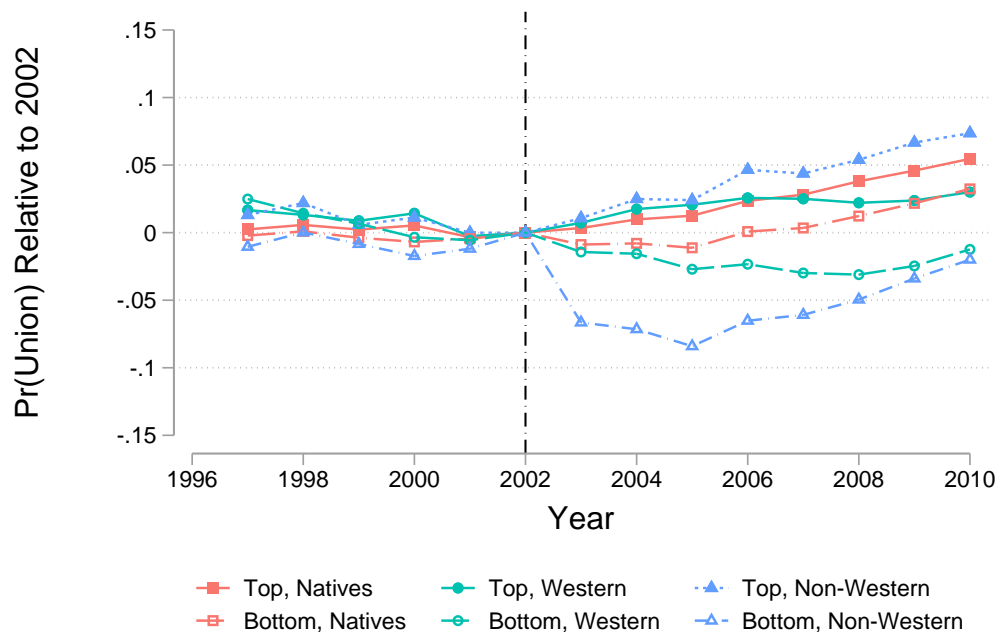 Pr(Union) Relative to 2002
.15
.1
.05
0
-.05
-.1
-.15
1996 1998 2000 2002 2004 2006 2008 2010
Year
Top, Natives Top, Western Top, Non-Western
Bottom, Natives Bottom, Western Bottom, Non-Western